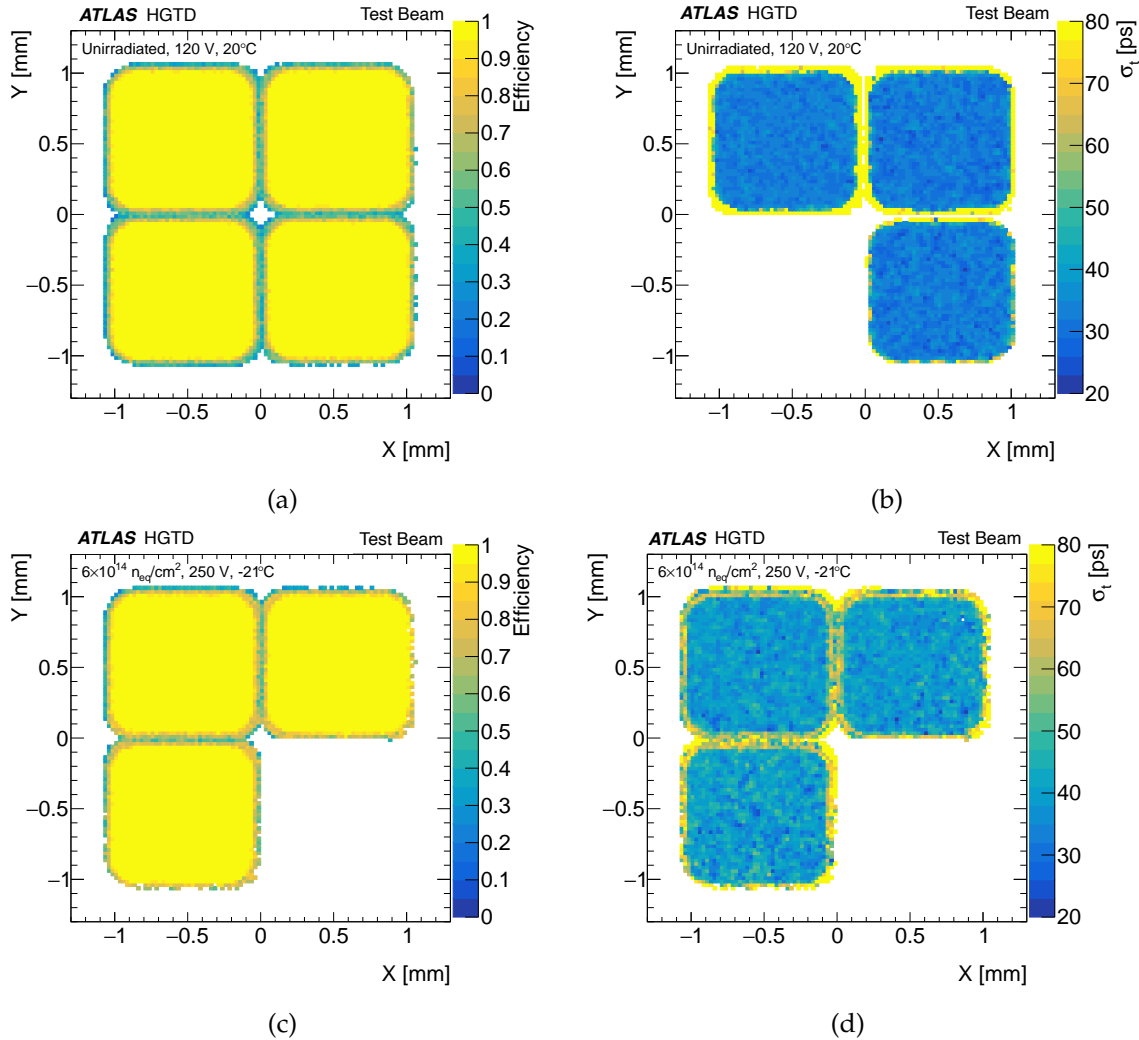 ATLAS HGTD Test Beam
Unirradiated, 120 V, 20°C
Y [mm]
1
0.5
0
−0.5
−1
−1 −0.5 0 0.5 1
X [mm]
Efficiency
1
0.9
0.8
0.7
0.6
0.5
0.4
0.3
0.2
0.1
0
(a)
ATLAS HGTD Test Beam
Unirradiated, 120 V, 20°C
Y [mm]
1
0.5
0
−0.5
−1
−1 −0.5 0 0.5 1
X [mm]
σt [ps]
80
70
60
50
40
30
20
(b)
ATLAS HGTD Test Beam
6×10¹⁴ neq/cm², 250 V, -21°C
Y [mm]
1
0.5
0
−0.5
−1
−1 −0.5 0 0.5 1
X [mm]
Efficiency
1
0.9
0.8
0.7
0.6
0.5
0.4
0.3
0.2
0.1
0
(c)
ATLAS HGTD Test Beam
6×10¹⁴ neq/cm², 250 V, -21°C
Y [mm]
1
0.5
0
−0.5
−1
−1 −0.5 0 0.5 1
X [mm]
σt [ps]
80
70
60
50
40
30
20
(d)